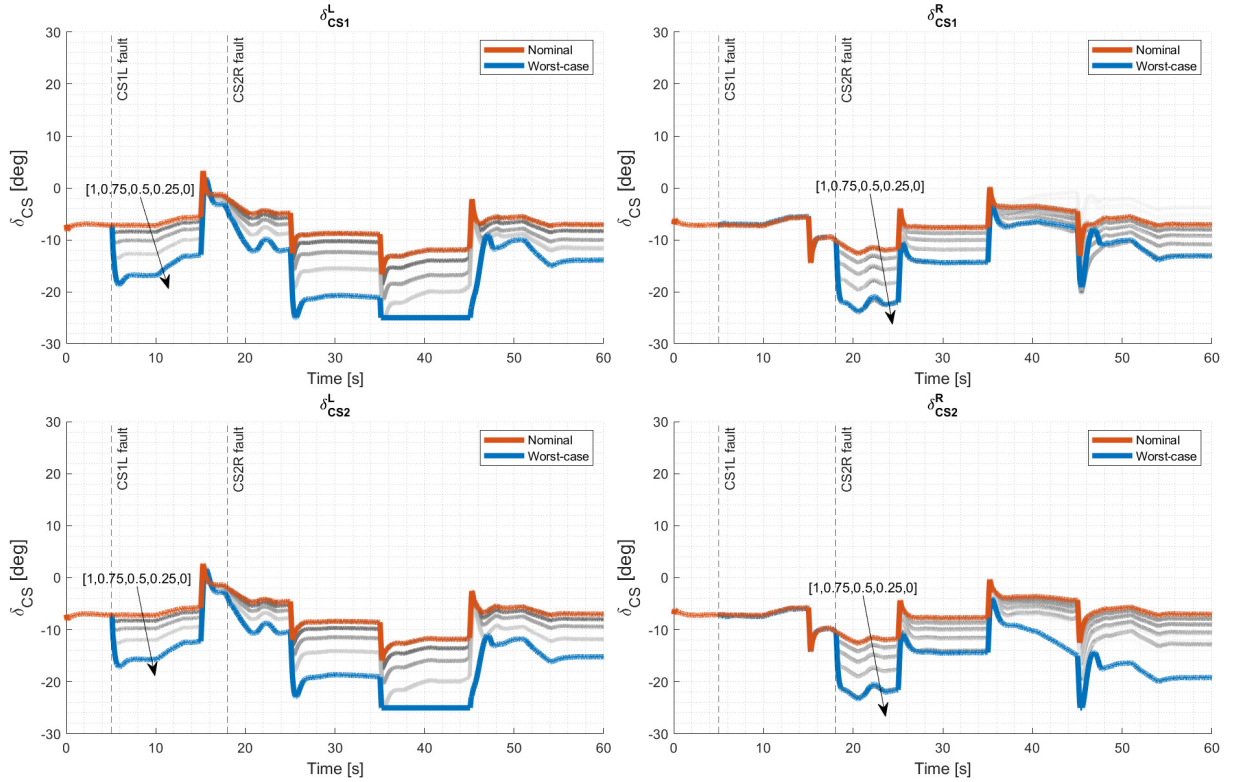 δ^L_CS1
30
20
10
0
-10
-20
-30
δ_CS [deg]
CS1L fault
CS2R fault
Nominal
Worst-case
[1,0.75,0.5,0.25,0]
0 10 20 30 40 50 60
Time [s]
δ^R_CS1
30
20
10
0
-10
-20
-30
δ_CS [deg]
CS1L fault
CS2R fault
Nominal
Worst-case
[1,0.75,0.5,0.25,0]
0 10 20 30 40 50 60
Time [s]
δ^L_CS2
30
20
10
0
-10
-20
-30
δ_CS [deg]
CS1L fault
CS2R fault
Nominal
Worst-case
[1,0.75,0.5,0.25,0]
0 10 20 30 40 50 60
Time [s]
δ^R_CS2
30
20
10
0
-10
-20
-30
δ_CS [deg]
CS1L fault
CS2R fault
Nominal
Worst-case
[1,0.75,0.5,0.25,0]
0 10 20 30 40 50 60
Time [s]